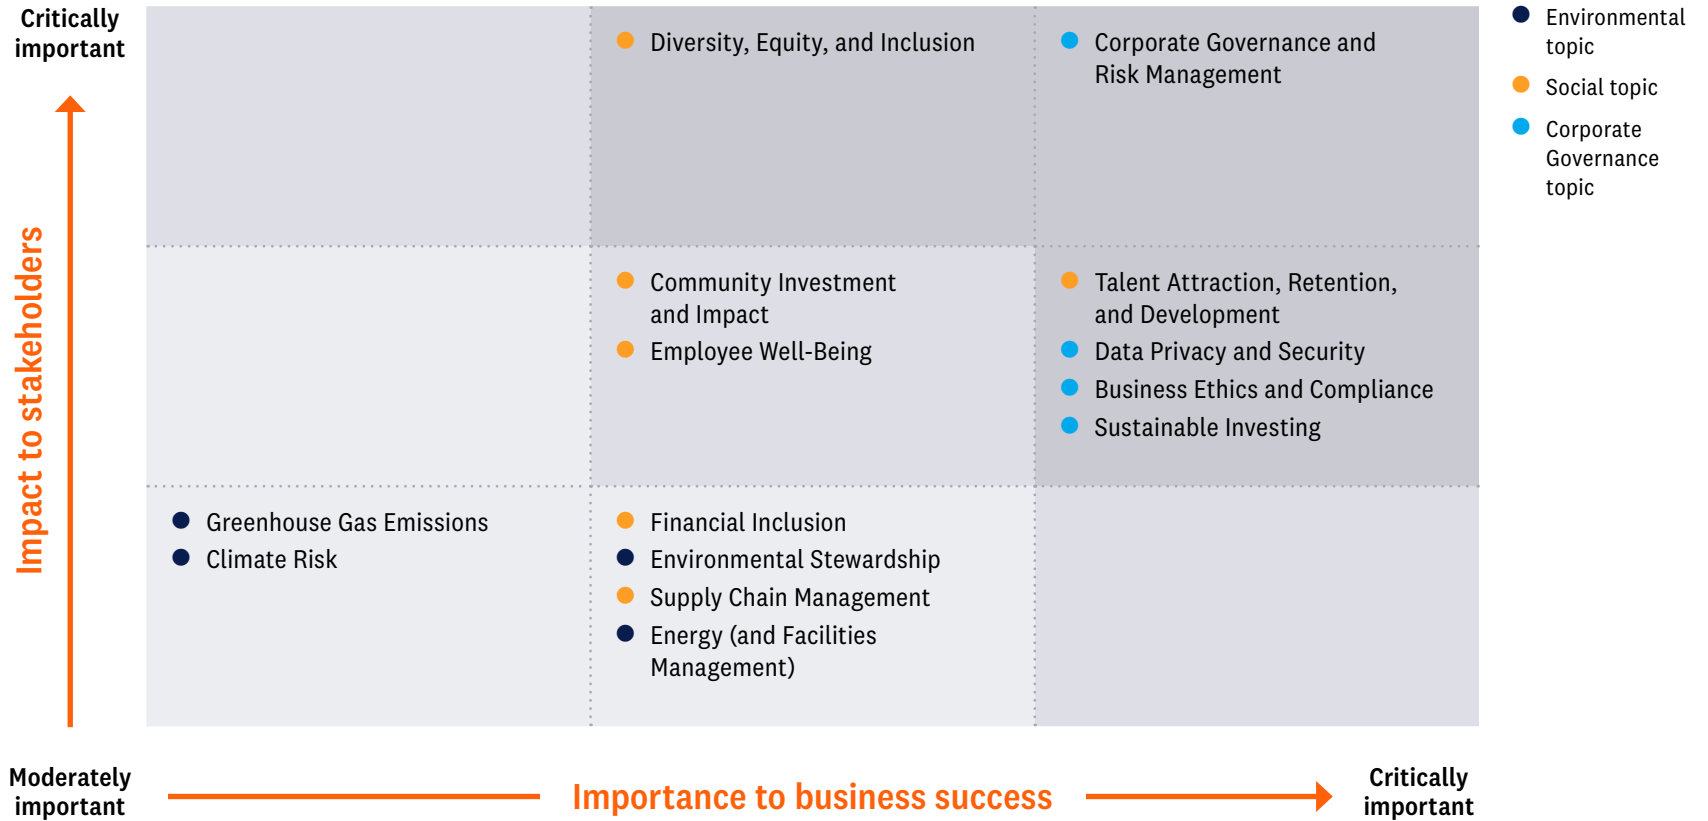 Critically
important
Impact to stakeholders
Diversity, Equity, and Inclusion
Corporate Governance and
Risk Management
Community Investment
and Impact
Employee Well-Being
Talent Attraction, Retention,
and Development
Data Privacy and Security
Business Ethics and Compliance
Sustainable Investing
Greenhouse Gas Emissions
Climate Risk
Financial Inclusion
Environmental Stewardship
Supply Chain Management
Energy (and Facilities
Management)
Moderately
important
Importance to business success
Critically
important
Environmental
topic
Social topic
Corporate
Governance
topic